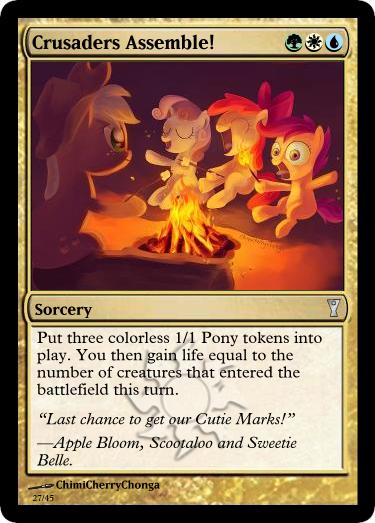 Crusaders Assemble!
Sorcery
Put three colorless 1/1 Pony tokens into
play. You then gain life equal to the
number of creatures that entered the
battlefield this turn.
“Last chance to get our Cutie Marks!”
—Apple Bloom, Scootaloo and Sweetie
Belle.
ChimiCherryChonga
27/45